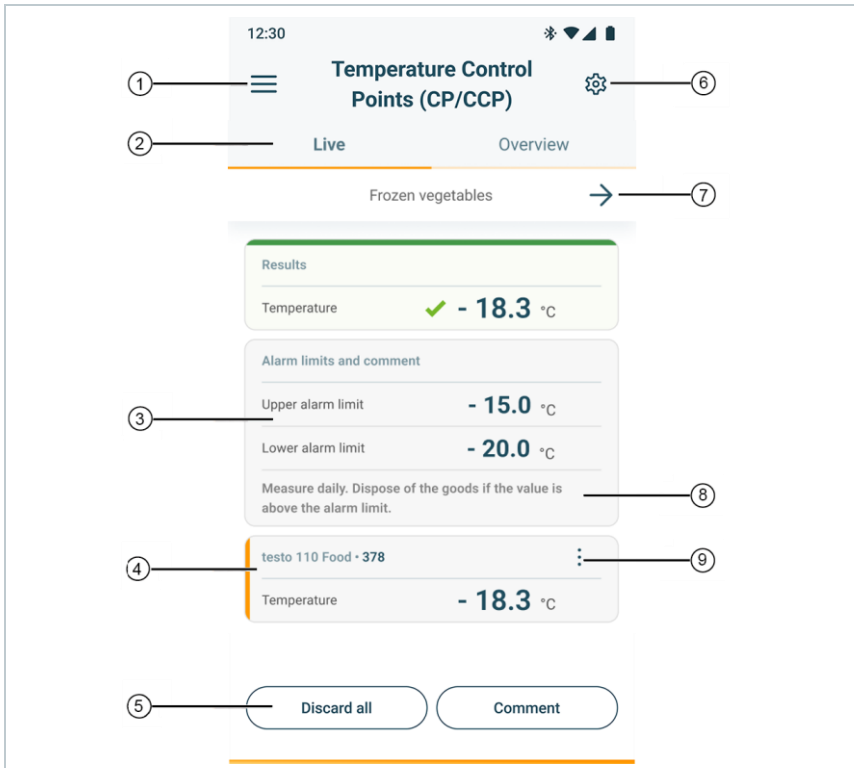 12:30
Temperature Control
Points (CP/CCP)
1
6
2
Live
Overview
Frozen vegetables
7
Results
Temperature
- 18.3 °C
Alarm limits and comment
Upper alarm limit
- 15.0 °C
3
Lower alarm limit
- 20.0 °C
Measure daily. Dispose of the goods if the value is
above the alarm limit.
8
testo 110 Food • 378
9
4
Temperature
- 18.3 °C
5
Discard all
Comment